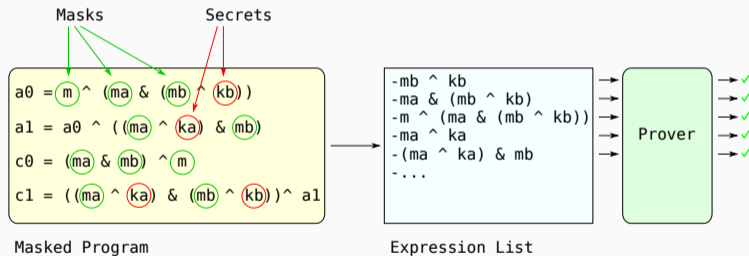 Masks
Secrets
a0 = m ^ (ma & (mb ^ kb))
a1 = a0 ^ ((ma ^ ka) & mb)
c0 = (ma & mb) ^ m
c1 = ((ma ^ ka) & (mb ^ kb))^ a1
Masked Program
-mb ^ kb
-ma & (mb ^ kb)
-m ^ (ma & (mb ^ kb))
-ma ^ ka
-(ma ^ ka) & mb
-...
Expression List
Prover